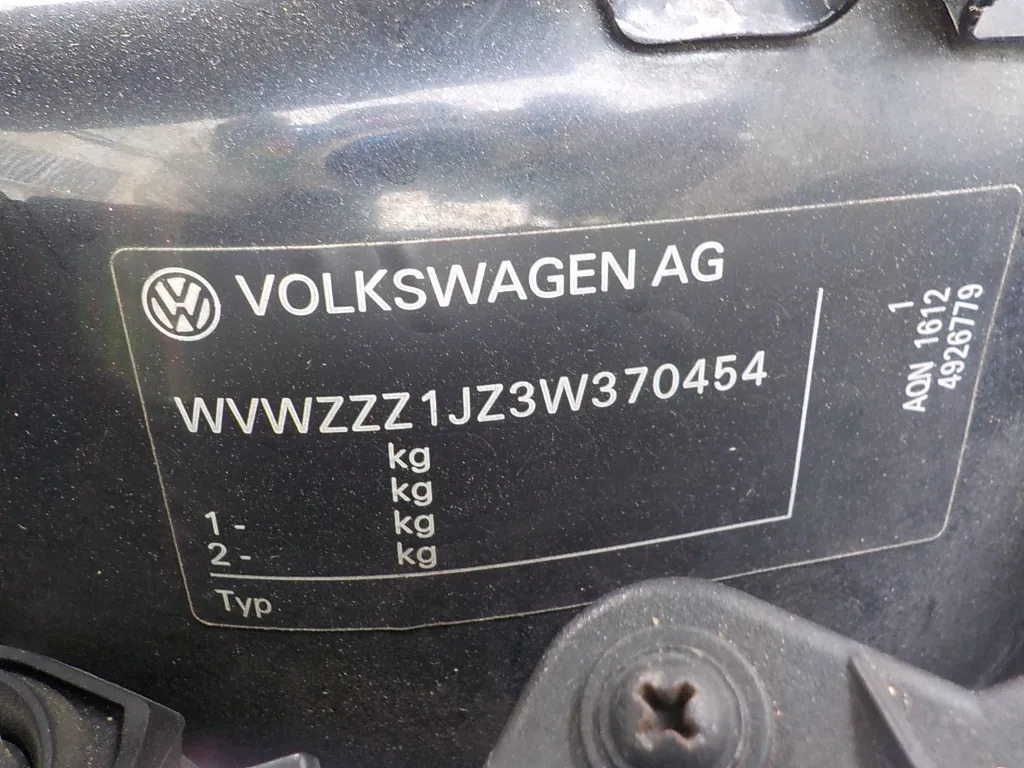 VOLKSWAGEN AG
WVWZZZ1JZ3W370454
kg
kg
1 - kg
2 - kg
Typ
1
AQN 1612
4926779